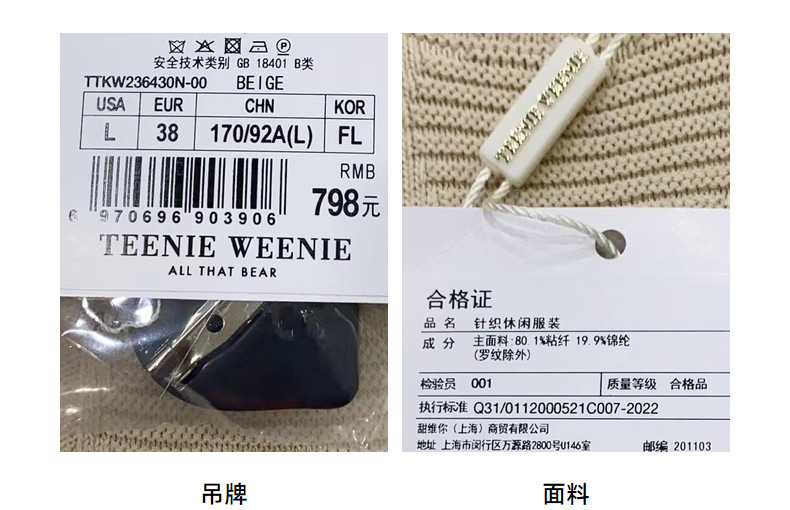 安全技术类别 GB 18401 B类
TTKW236430N-00 BEIGE
USA EUR CHN KOR
L 38 170/92A(L) FL
RMB
798元
6 970696 903906
TEENIE WEENIE
ALL THAT BEAR
吊牌
TEENIE WEENIE
合格证
品名 针织休闲服装
成分 主面料:80.1%粘纤 19.9%锦纶
(罗纹除外)
检验员 001 质量等级 合格品
执行标准 Q31/0112000521C007-2022
甜维你（上海）商贸有限公司
地址 上海市闵行区万源路2800号U146室 邮编 201103
面料